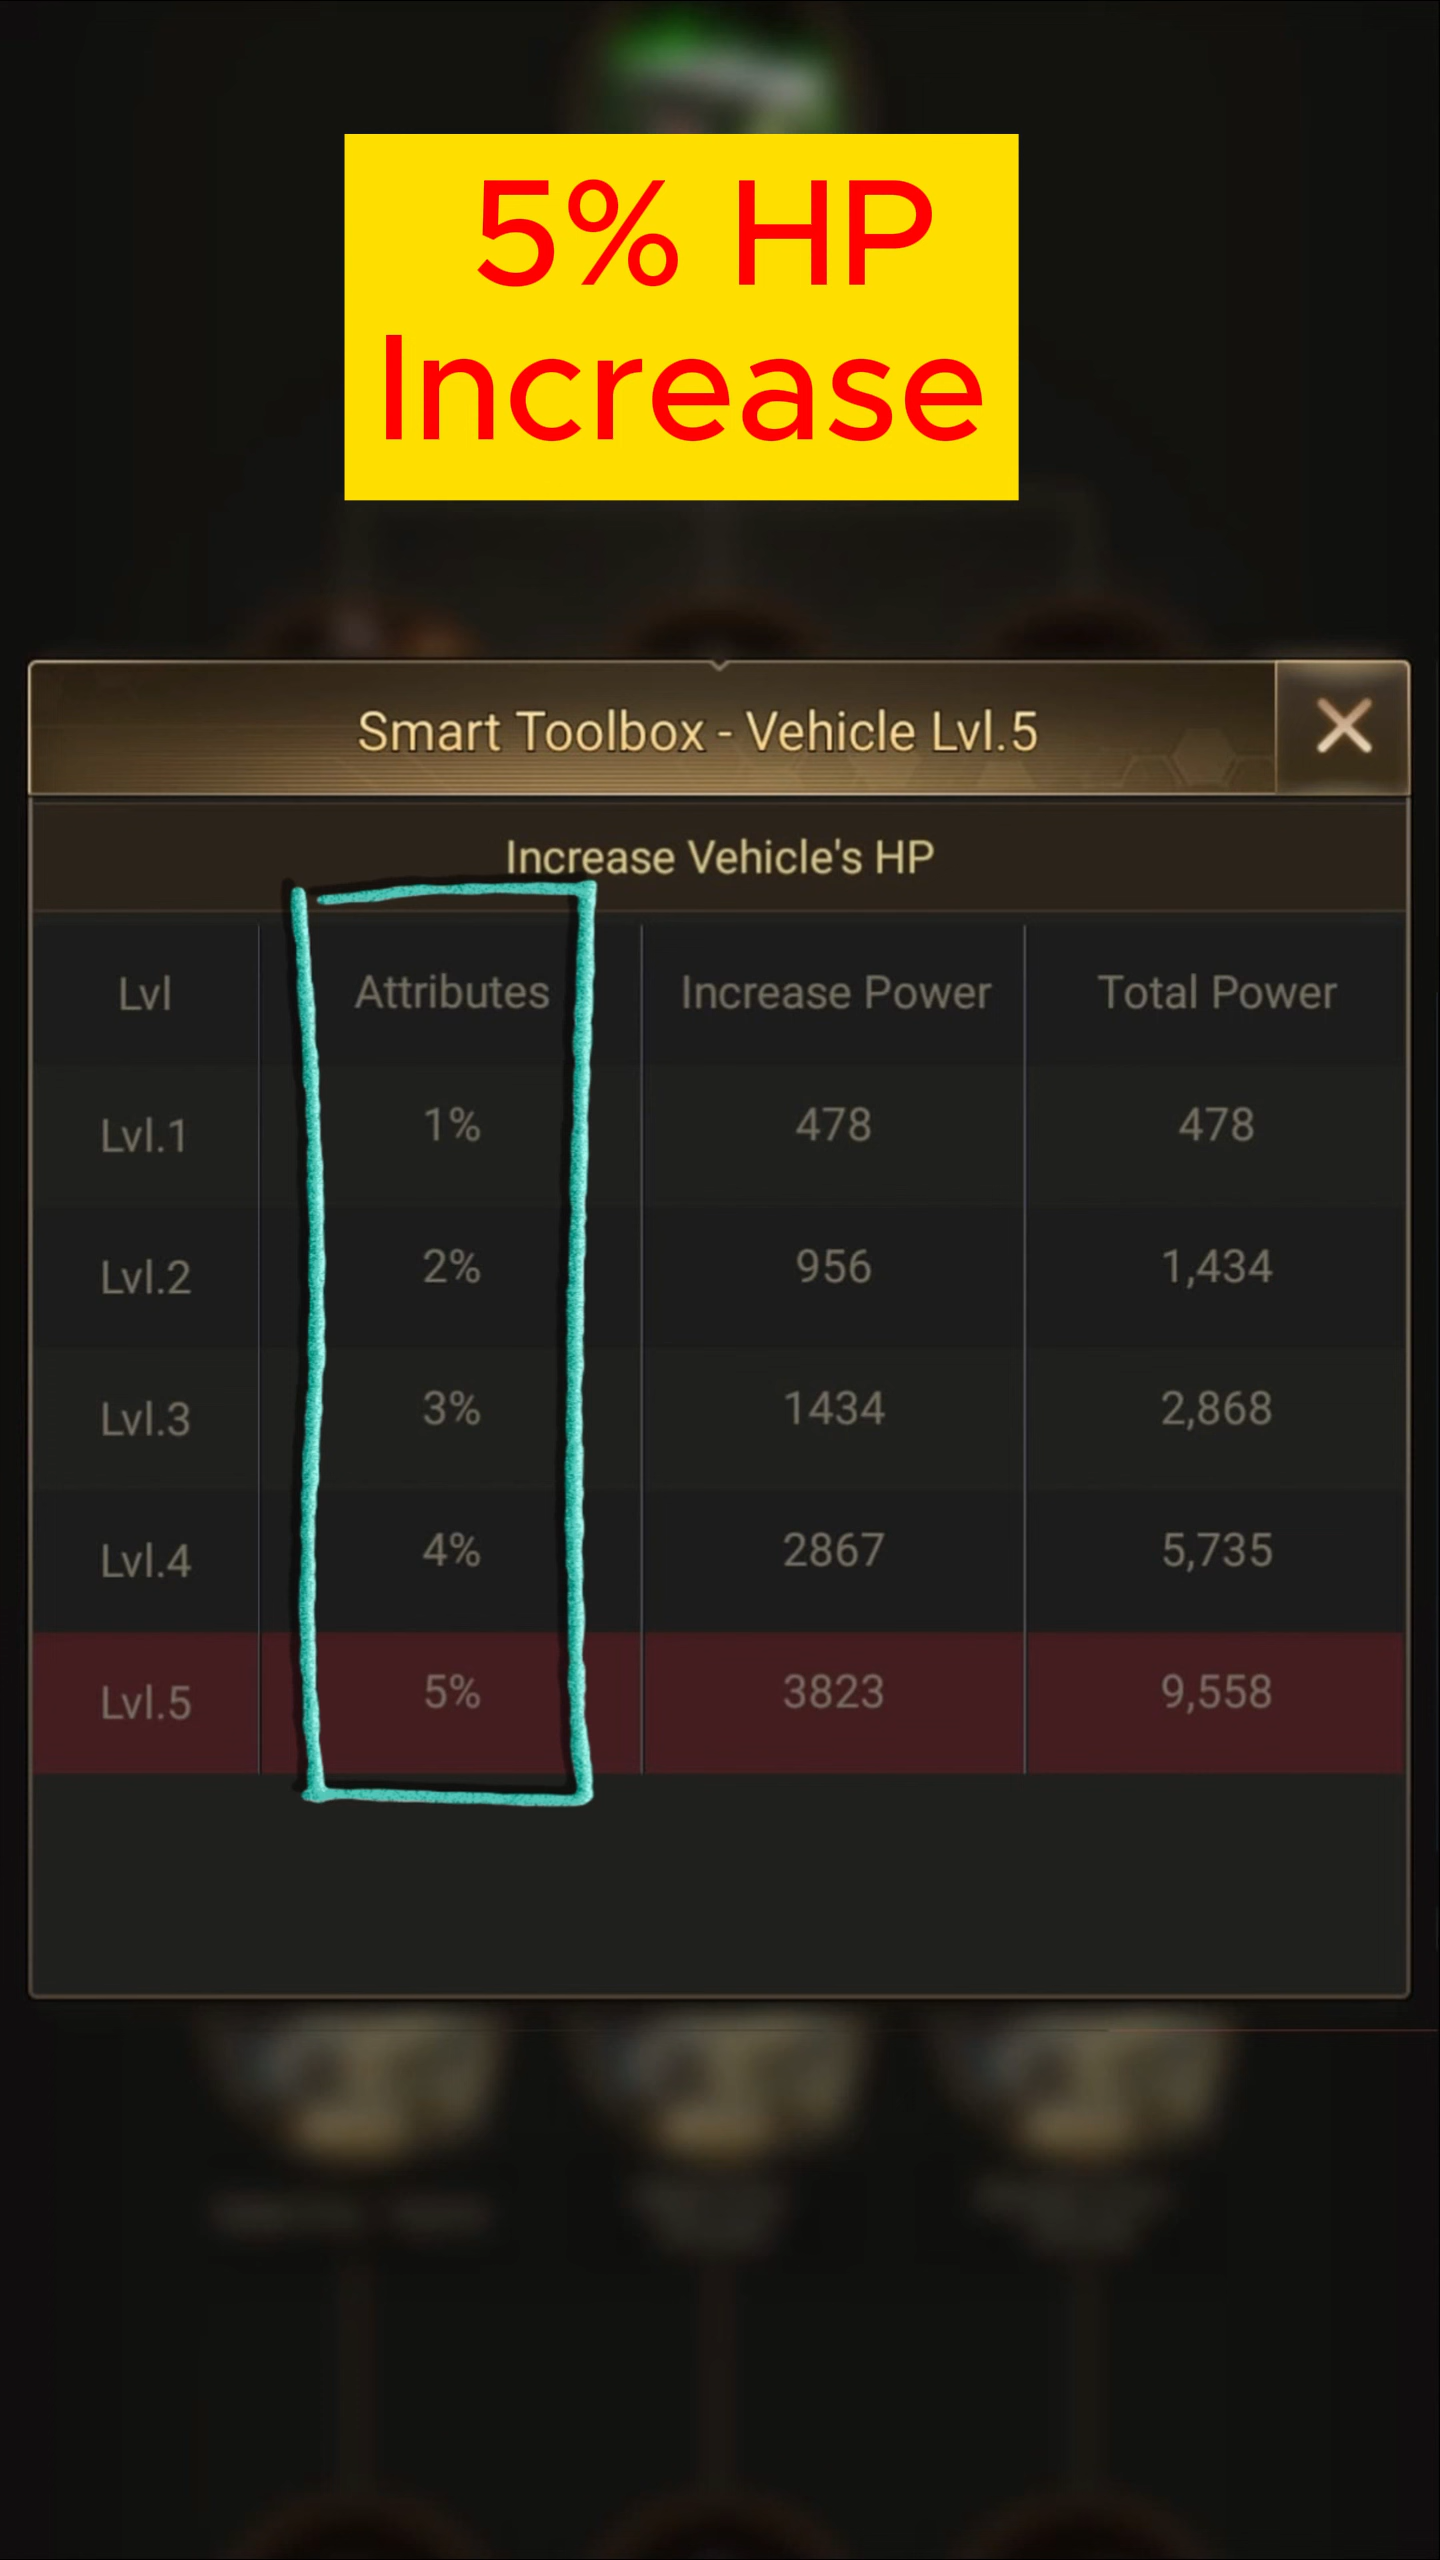 5% HP
Increase
Smart Toolbox - Vehicle Lvl.5
Increase Vehicle's HP
Lvl Attributes Increase Power Total Power
Lvl.1 1% 478 478
Lvl.2 2% 956 1,434
Lvl.3 3% 1434 2,868
Lvl.4 4% 2867 5,735
Lvl.5 5% 3823 9,558